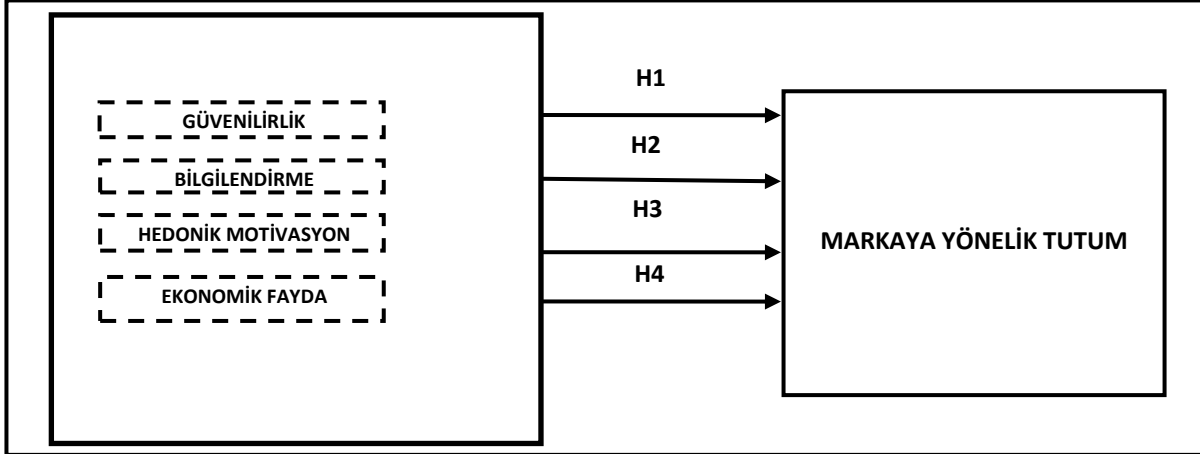 GÜVENİLİRLİK
BİLGİLENDİRME
HEDONİK MOTİVASYON
EKONOMİK FAYDA
H1
H2
H3
H4
MARKAYA YÖNELİK TUTUM